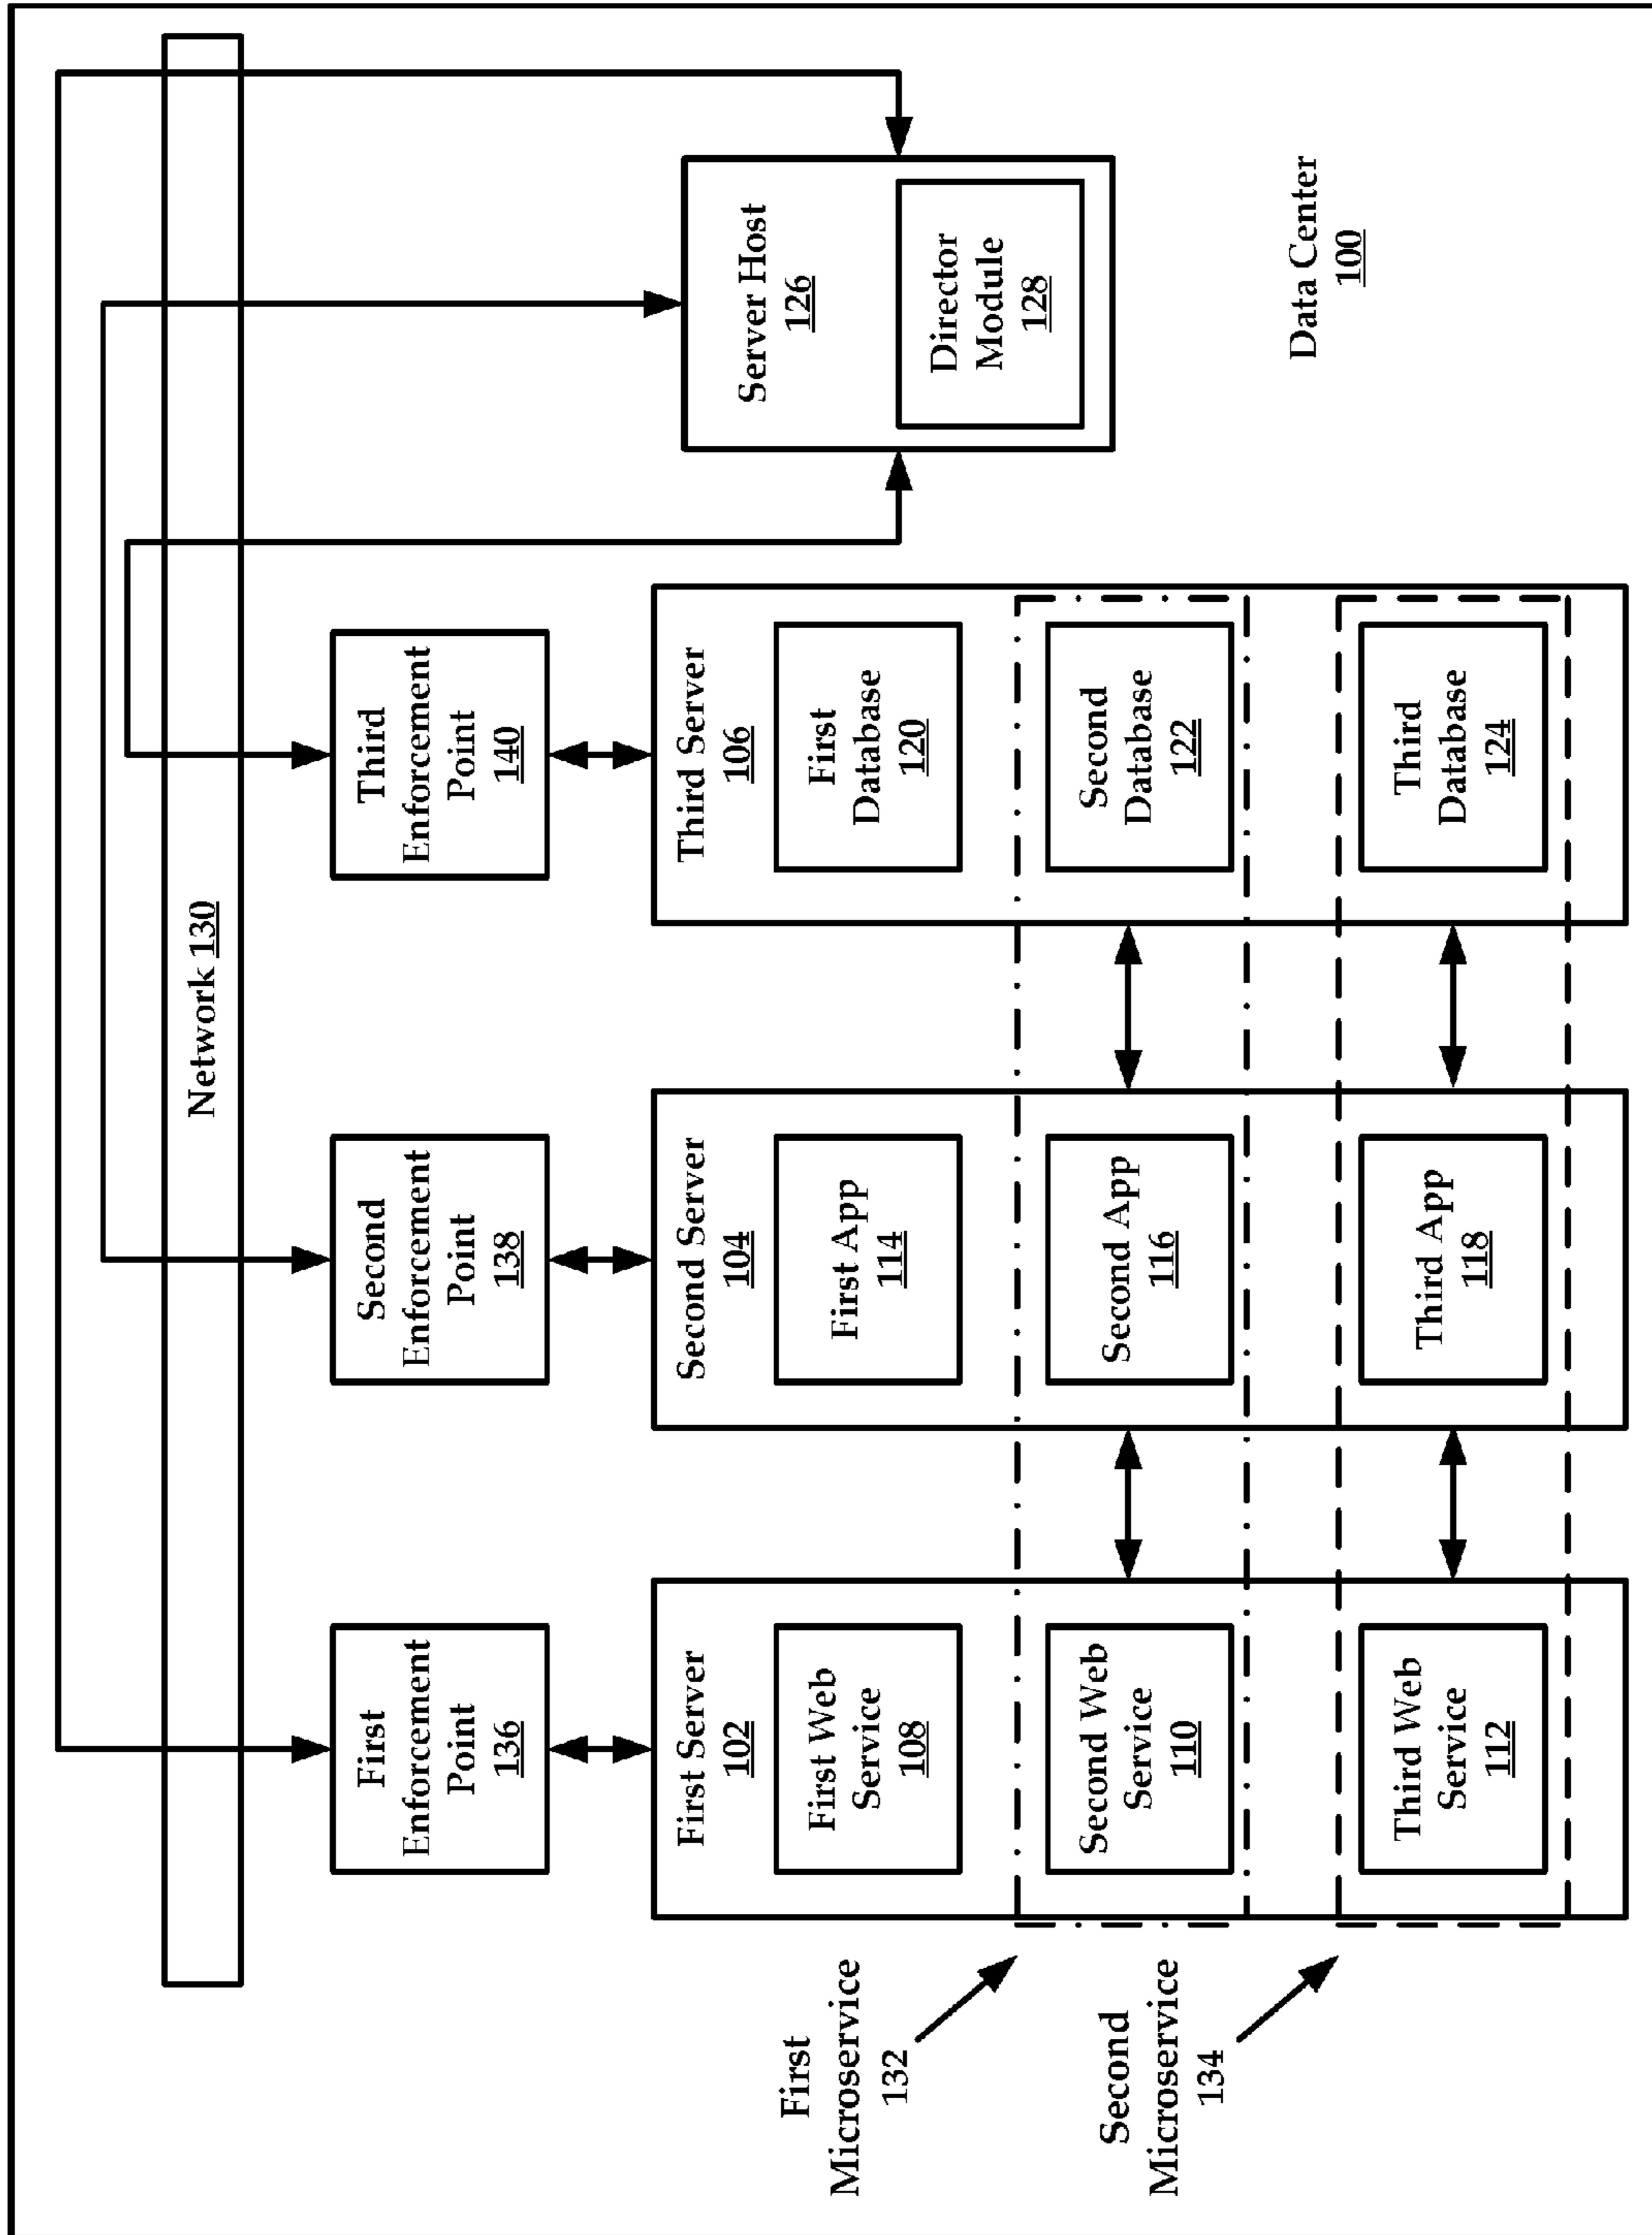 Network 130
First
Enforcement
Point
136
Second
Enforcement
Point
138
Third
Enforcement
Point
140
First Server
102
First Web
Service
108
Second Web
Service
110
Third Web
Service
112
Second Server
104
First App
114
Second App
116
Third App
118
Third Server
106
First
Database
120
Second
Database
122
Third
Database
124
Server Host
126
Director
Module
128
First
Microservice
132
Second
Microservice
134
Data Center
100